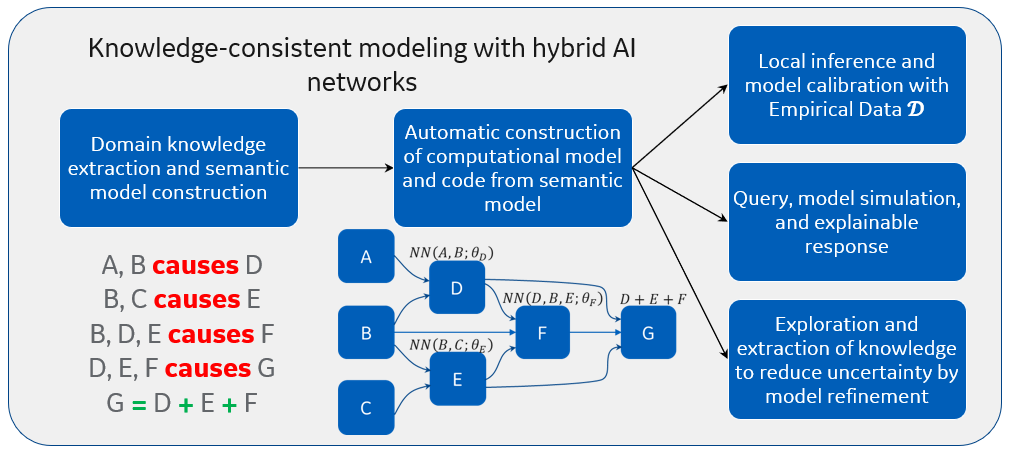 Knowledge-consistent modeling with hybrid AI
networks
Domain knowledge
extraction and semantic
model construction
Automatic construction
of computational model
and code from semantic
model
Local inference and
model calibration with
Empirical Data 𝓓
Query, model simulation,
and explainable
response
Exploration and
extraction of knowledge
to reduce uncertainty by
model refinement
A, B causes D
B, C causes E
B, D, E causes F
D, E, F causes G
G = D + E + F
A
B
C
NN(A, B; θ_D)
D
NN(B, C; θ_E)
E
NN(D, B, E; θ_F)
F
D + E + F
G